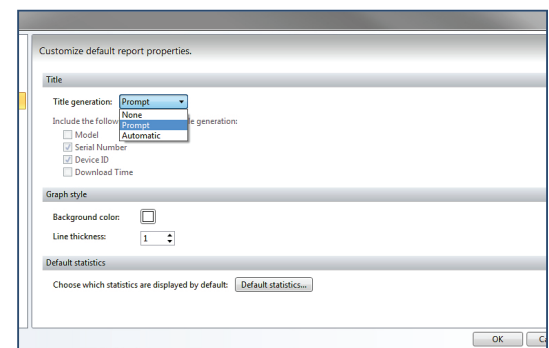 Customize default report properties.
Title
Title generation: Prompt
None
Include the follow le generation:
Prompt
Model
Automatic
Serial Number
Device ID
Download Time
Graph style
Background color:
Line thickness: 1
Default statistics
Choose which statistics are displayed by default: Default statistics...
OK